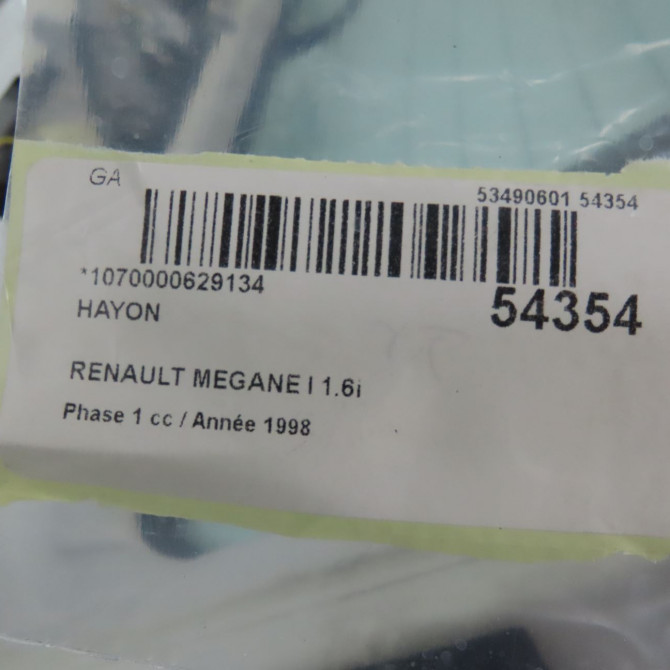 GA
53490601 54354
*1070000629134
54354
HAYON
RENAULT MEGANE I 1.6i
Phase 1 cc / Année 1998